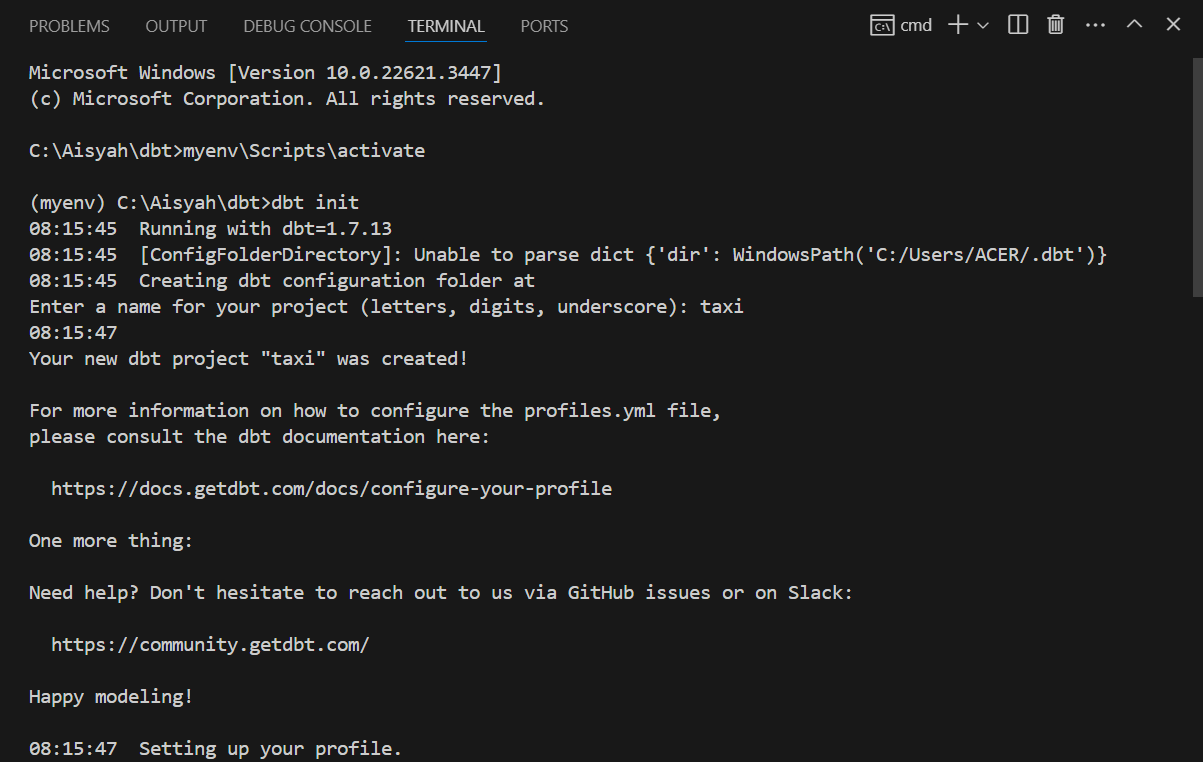 PROBLEMS OUTPUT DEBUG CONSOLE TERMINAL PORTS cmd
Microsoft Windows [Version 10.0.22621.3447]
(c) Microsoft Corporation. All rights reserved.
C:\Aisyah\dbt>myenv\Scripts\activate
(myenv) C:\Aisyah\dbt>dbt init
08:15:45  Running with dbt=1.7.13
08:15:45  [ConfigFolderDirectory]: Unable to parse dict {'dir': WindowsPath('C:/Users/ACER/.dbt')}
08:15:45  Creating dbt configuration folder at
Enter a name for your project (letters, digits, underscore): taxi
08:15:47
Your new dbt project "taxi" was created!
For more information on how to configure the profiles.yml file,
please consult the dbt documentation here:
https://docs.getdbt.com/docs/configure-your-profile
One more thing:
Need help? Don't hesitate to reach out to us via GitHub issues or on Slack:
https://community.getdbt.com/
Happy modeling!
08:15:47  Setting up your profile.